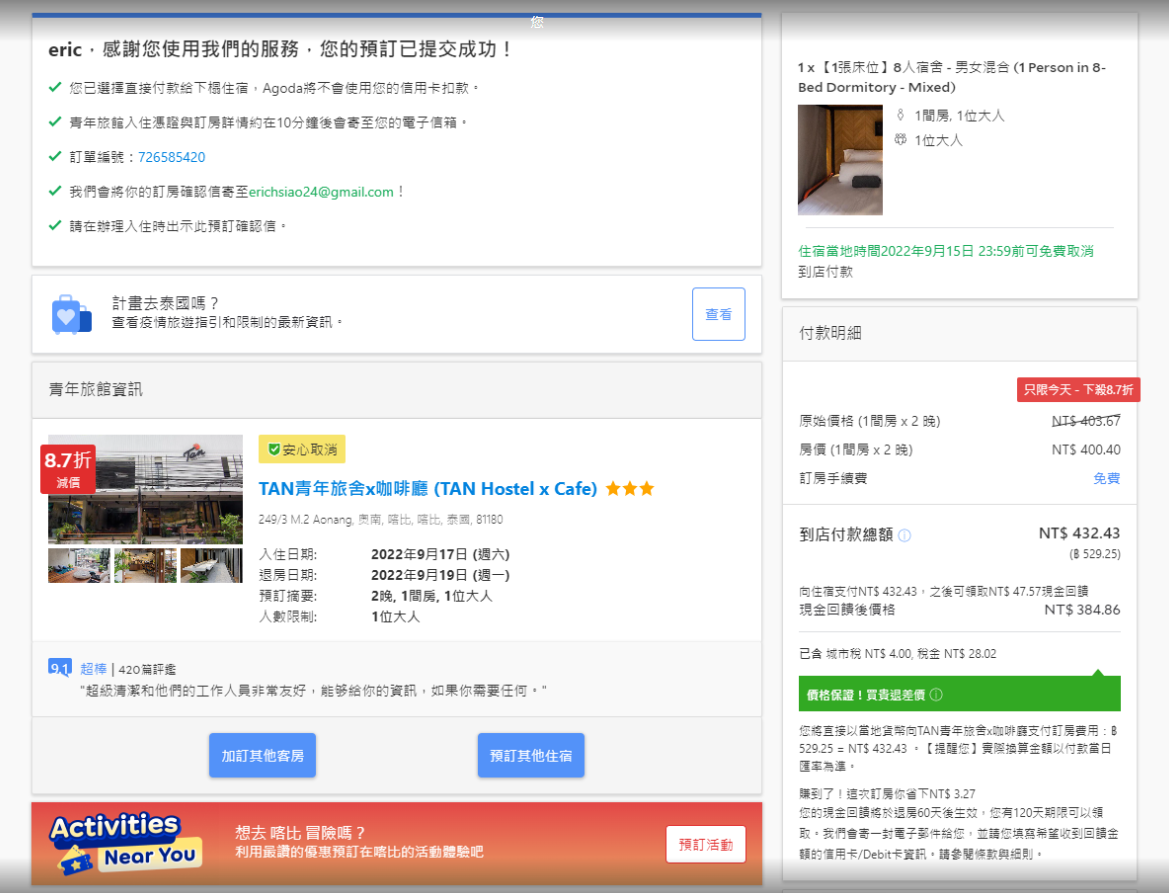 您
eric，感謝您使用我們的服務，您的預訂已提交成功！
您已選擇直接付款給下榻住宿，Agoda將不會使用您的信用卡扣款。
青年旅館入住憑證與訂房詳情約在10分鐘後會寄至您的電子信箱。
訂單編號：726585420
我們會將你的訂房確認信寄至erichsiao24@gmail.com！
請在辦理入住時出示此預訂確認信。
計畫去泰國嗎？
查看疫情旅遊指引和限制的最新資訊。
查看
青年旅館資訊
8.7折
減價
Tan
安心取消
TAN青年旅舍x咖啡廳 (TAN Hostel x Cafe)
249/3 M.2 Aonang, 奧南, 喀比, 喀比, 泰國, 81180
入住日期: 2022年9月17日 (週六)
退房日期: 2022年9月19日 (週一)
預訂摘要: 2晚, 1間房, 1位大人
人數限制: 1位大人
9.1 超棒 | 420篇評鑑
"超級清潔和他們的工作人員非常友好，能够给你的資訊，如果你需要任何。"
加訂其他客房
預訂其他住宿
Activities
Near You
想去 喀比 冒險嗎？
利用最讚的優惠預訂在喀比的活動體驗吧
預訂活動
1 x 【1張床位】8人宿舍 - 男女混合 (1 Person in 8-
Bed Dormitory - Mixed)
1間房, 1位大人
1位大人
住宿當地時間2022年9月15日 23:59前可免費取消
到店付款
付款明細
只限今天 - 下殺8.7折
原始價格 (1間房 x 2 晚) NT$ 403.67
房價 (1間房 x 2 晚) NT$ 400.40
訂房手續費 免費
到店付款總額 NT$ 432.43
(฿ 529.25)
向住宿支付NT$ 432.43，之後可領取NT$ 47.57現金回饋
現金回饋後價格 NT$ 384.86
已含 城市稅 NT$ 4.00, 稅金 NT$ 28.02
價格保證！買貴退差價
您將直接以當地貨幣向TAN青年旅舍x咖啡廳支付訂房費用：฿
529.25 = NT$ 432.43 。【提醒您】實際換算金額以付款當日
匯率為準。
賺到了！這次訂房你省下NT$ 3.27
您的現金回饋將於退房60天後生效，您有120天期限可以領
取。我們會寄一封電子郵件給您，並請您填寫希望收到回饋金
額的信用卡/Debit卡資訊。請參閱條款與細則。